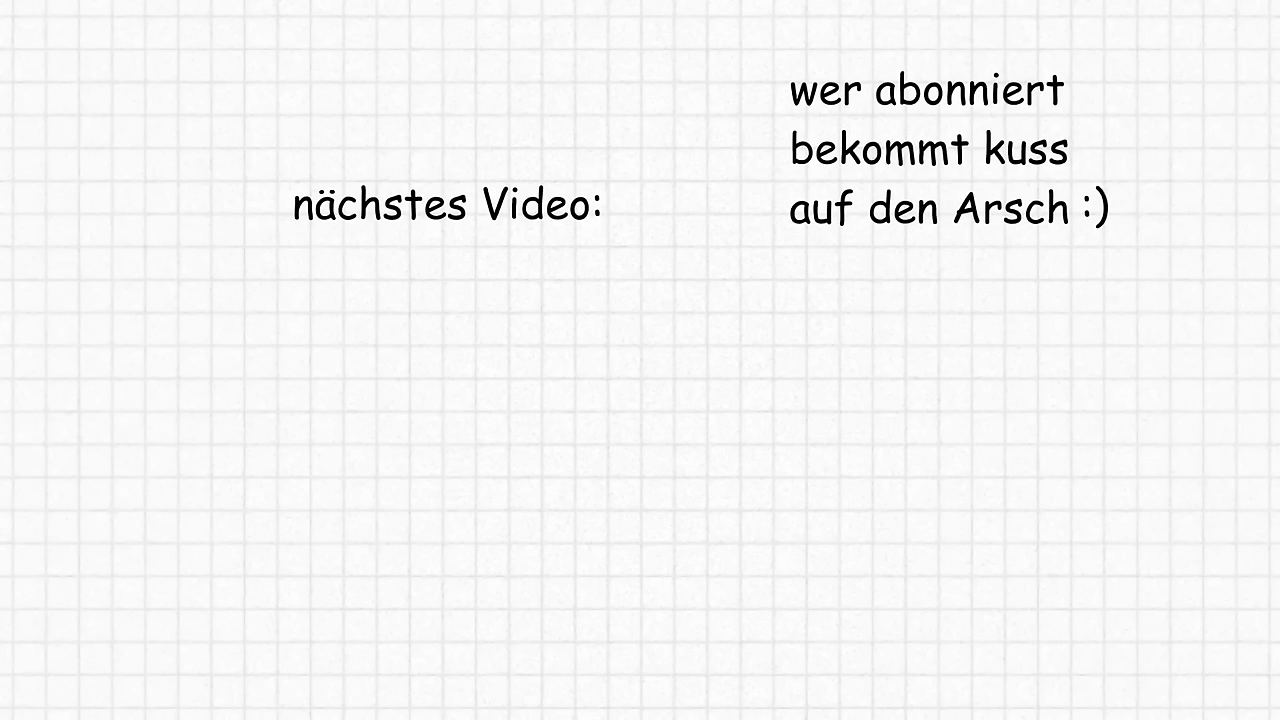 nächstes Video:
wer abonniert
bekommt kuss
auf den Arsch :)